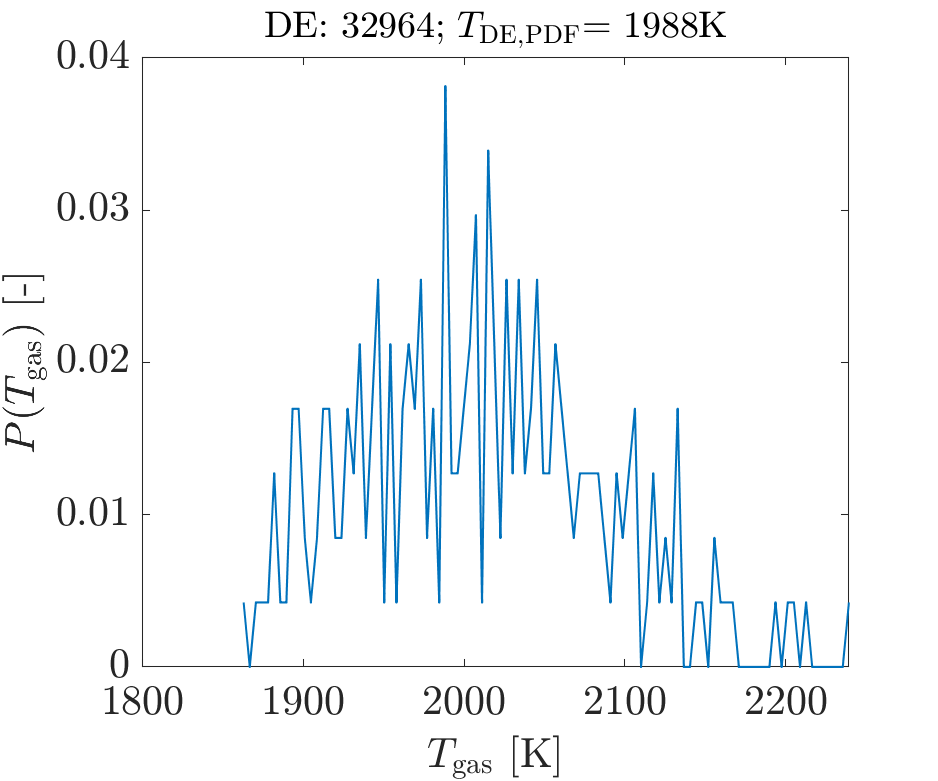 DE: 32964; T_DE,PDF= 1988K
0.04
0.03
0.02
0.01
0
P(T_gas) [-]
1800 1900 2000 2100 2200
T_gas [K]